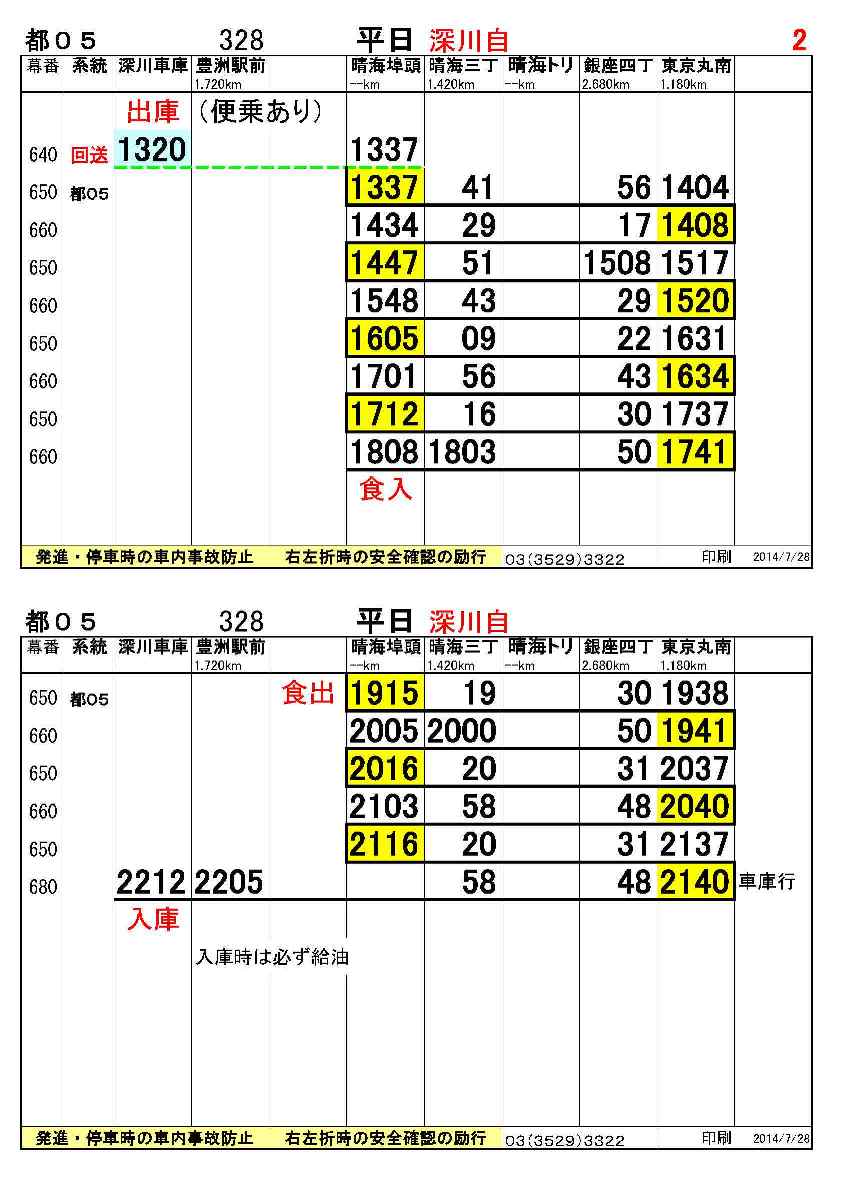 都０５ 328 平日 深川自 2
幕番 系統 深川車庫 豊洲駅前 晴海埠頭 晴海三丁 晴海トリ 銀座四丁 東京丸南
1.720km --km 1.420km --km 2.680km 1.180km
出庫 （便乗あり）
640 回送 1320 1337
650 都05 1337 41 56 1404
660 1434 29 17 1408
650 1447 51 1508 1517
660 1548 43 29 1520
650 1605 09 22 1631
660 1701 56 43 1634
650 1712 16 30 1737
660 1808 1803 50 1741
食入
発進・停車時の車内事故防止 右左折時の安全確認の励行 03(3529)3322 印刷 2014/7/28
都０５ 328 平日 深川自
幕番 系統 深川車庫 豊洲駅前 晴海埠頭 晴海三丁 晴海トリ 銀座四丁 東京丸南
1.720km --km 1.420km --km 2.680km 1.180km
650 都05 食出 1915 19 30 1938
660 2005 2000 50 1941
650 2016 20 31 2037
660 2103 58 48 2040
650 2116 20 31 2137
680 2212 2205 58 48 2140 車庫行
入庫
入庫時は必ず給油
発進・停車時の車内事故防止 右左折時の安全確認の励行 03(3529)3322 印刷 2014/7/28